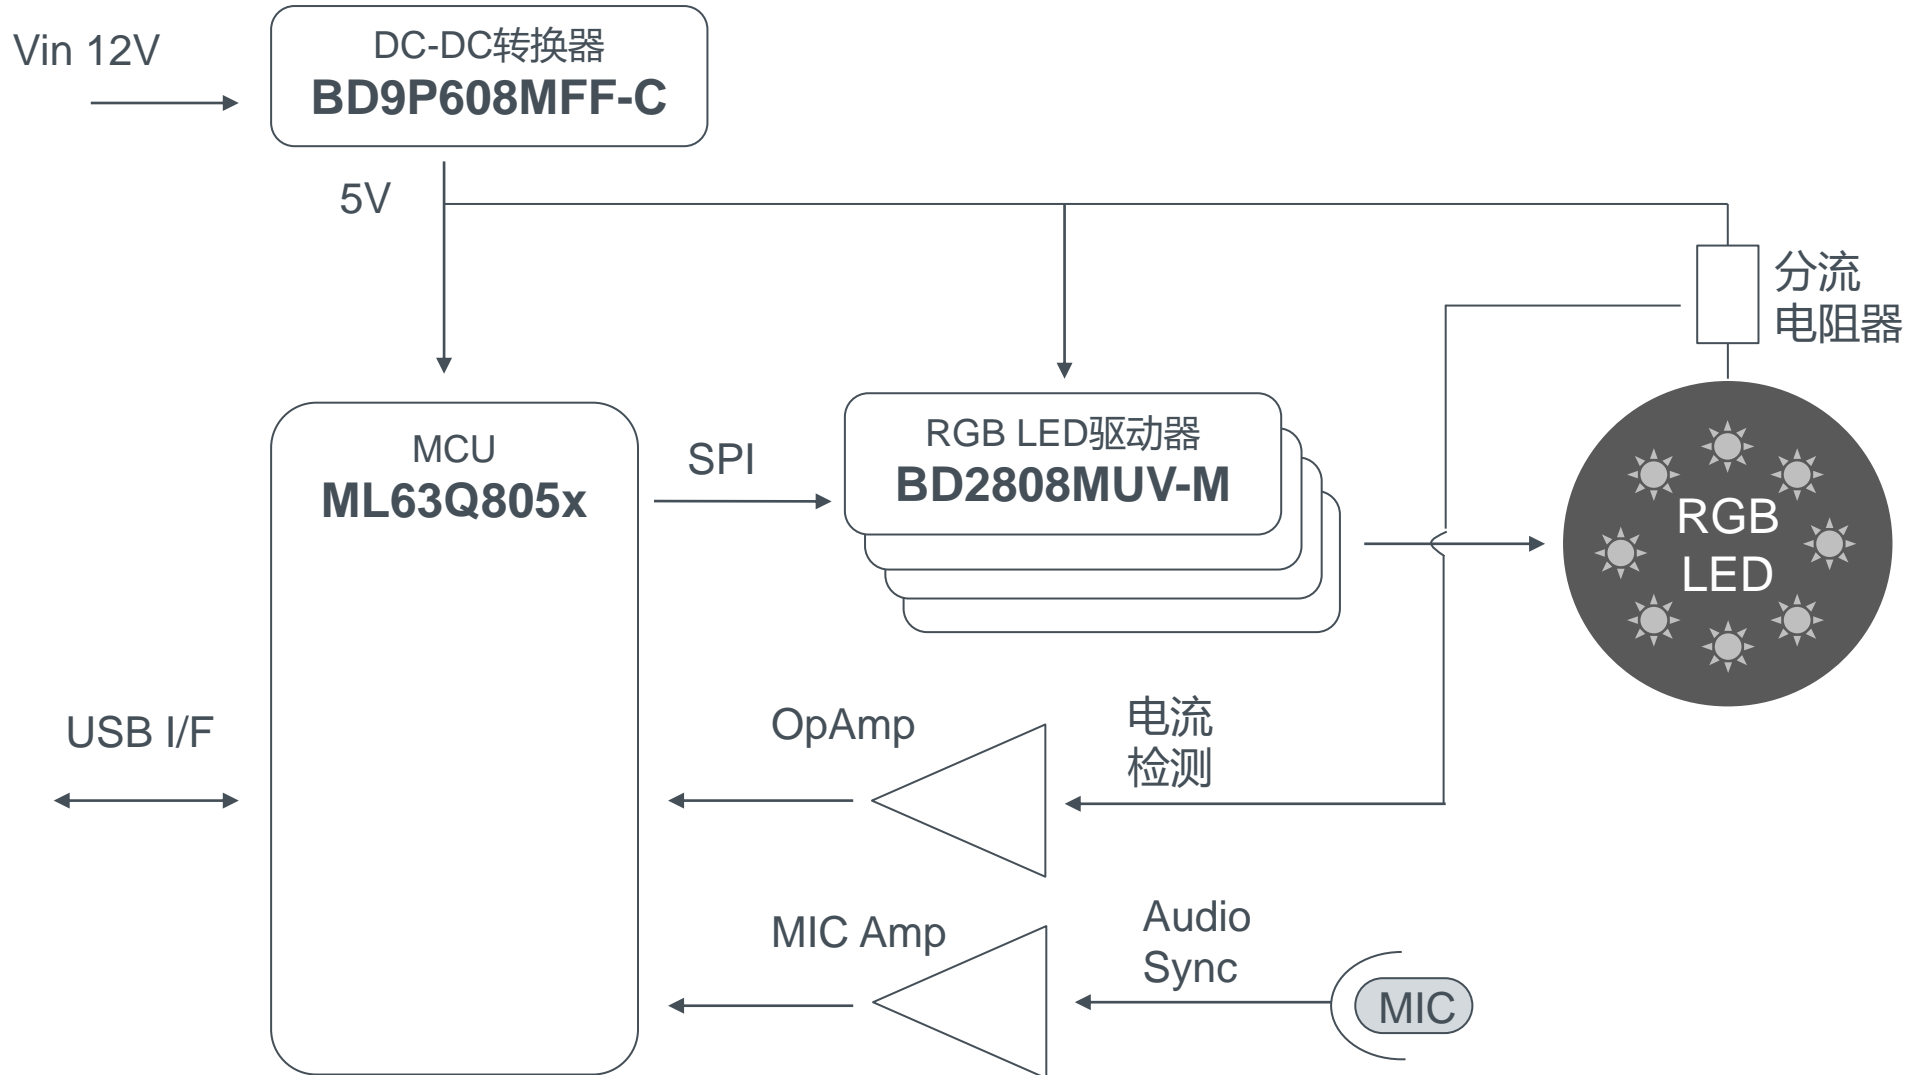 Vin 12V
DC-DC转换器
BD9P608MFF-C
5V
分流
电阻器
MCU
ML63Q805x
SPI
RGB LED驱动器
BD2808MUV-M
RGB
LED
USB I/F
OpAmp
电流
检测
MIC Amp
Audio
Sync
MIC